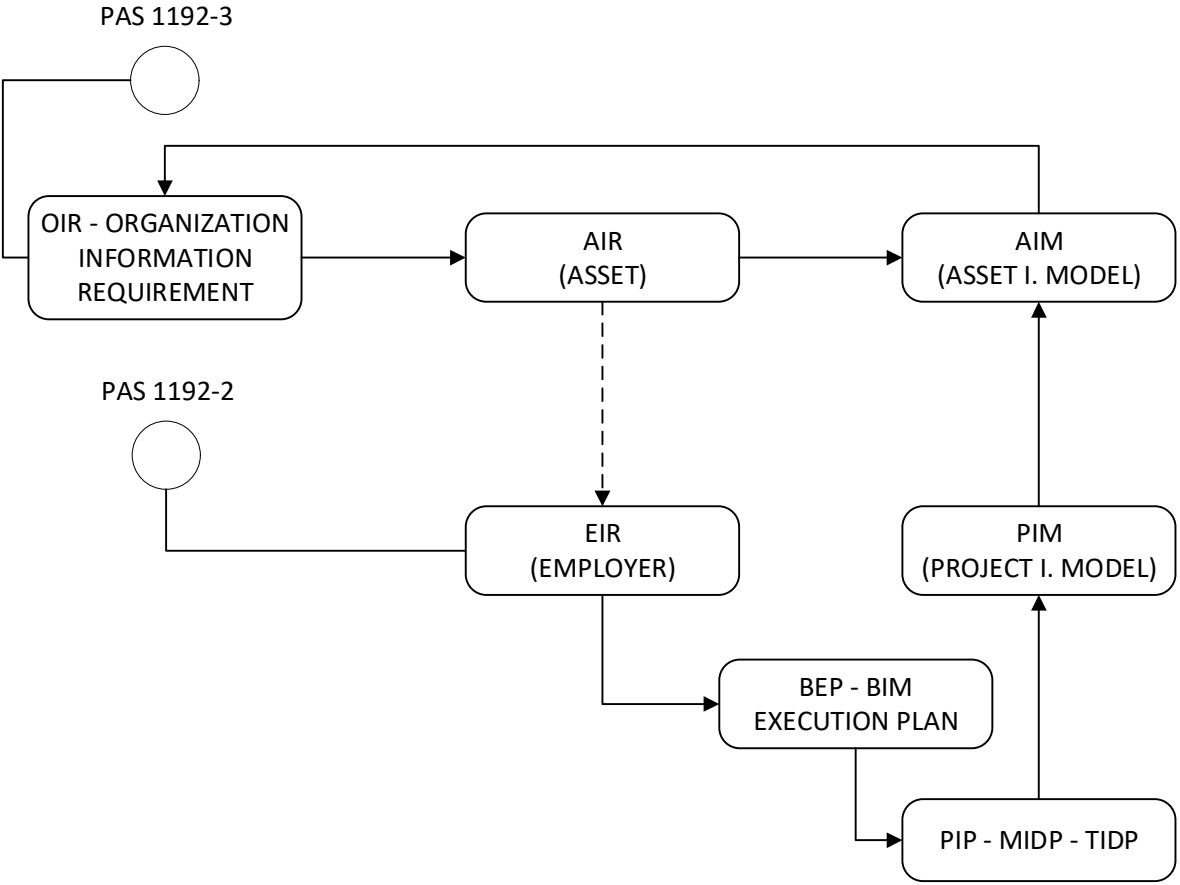 PAS 1192-3
OIR - ORGANIZATION
INFORMATION
REQUIREMENT
AIR
(ASSET)
AIM
(ASSET I. MODEL)
PAS 1192-2
EIR
(EMPLOYER)
PIM
(PROJECT I. MODEL)
BEP - BIM
EXECUTION PLAN
PIP - MIDP - TIDP